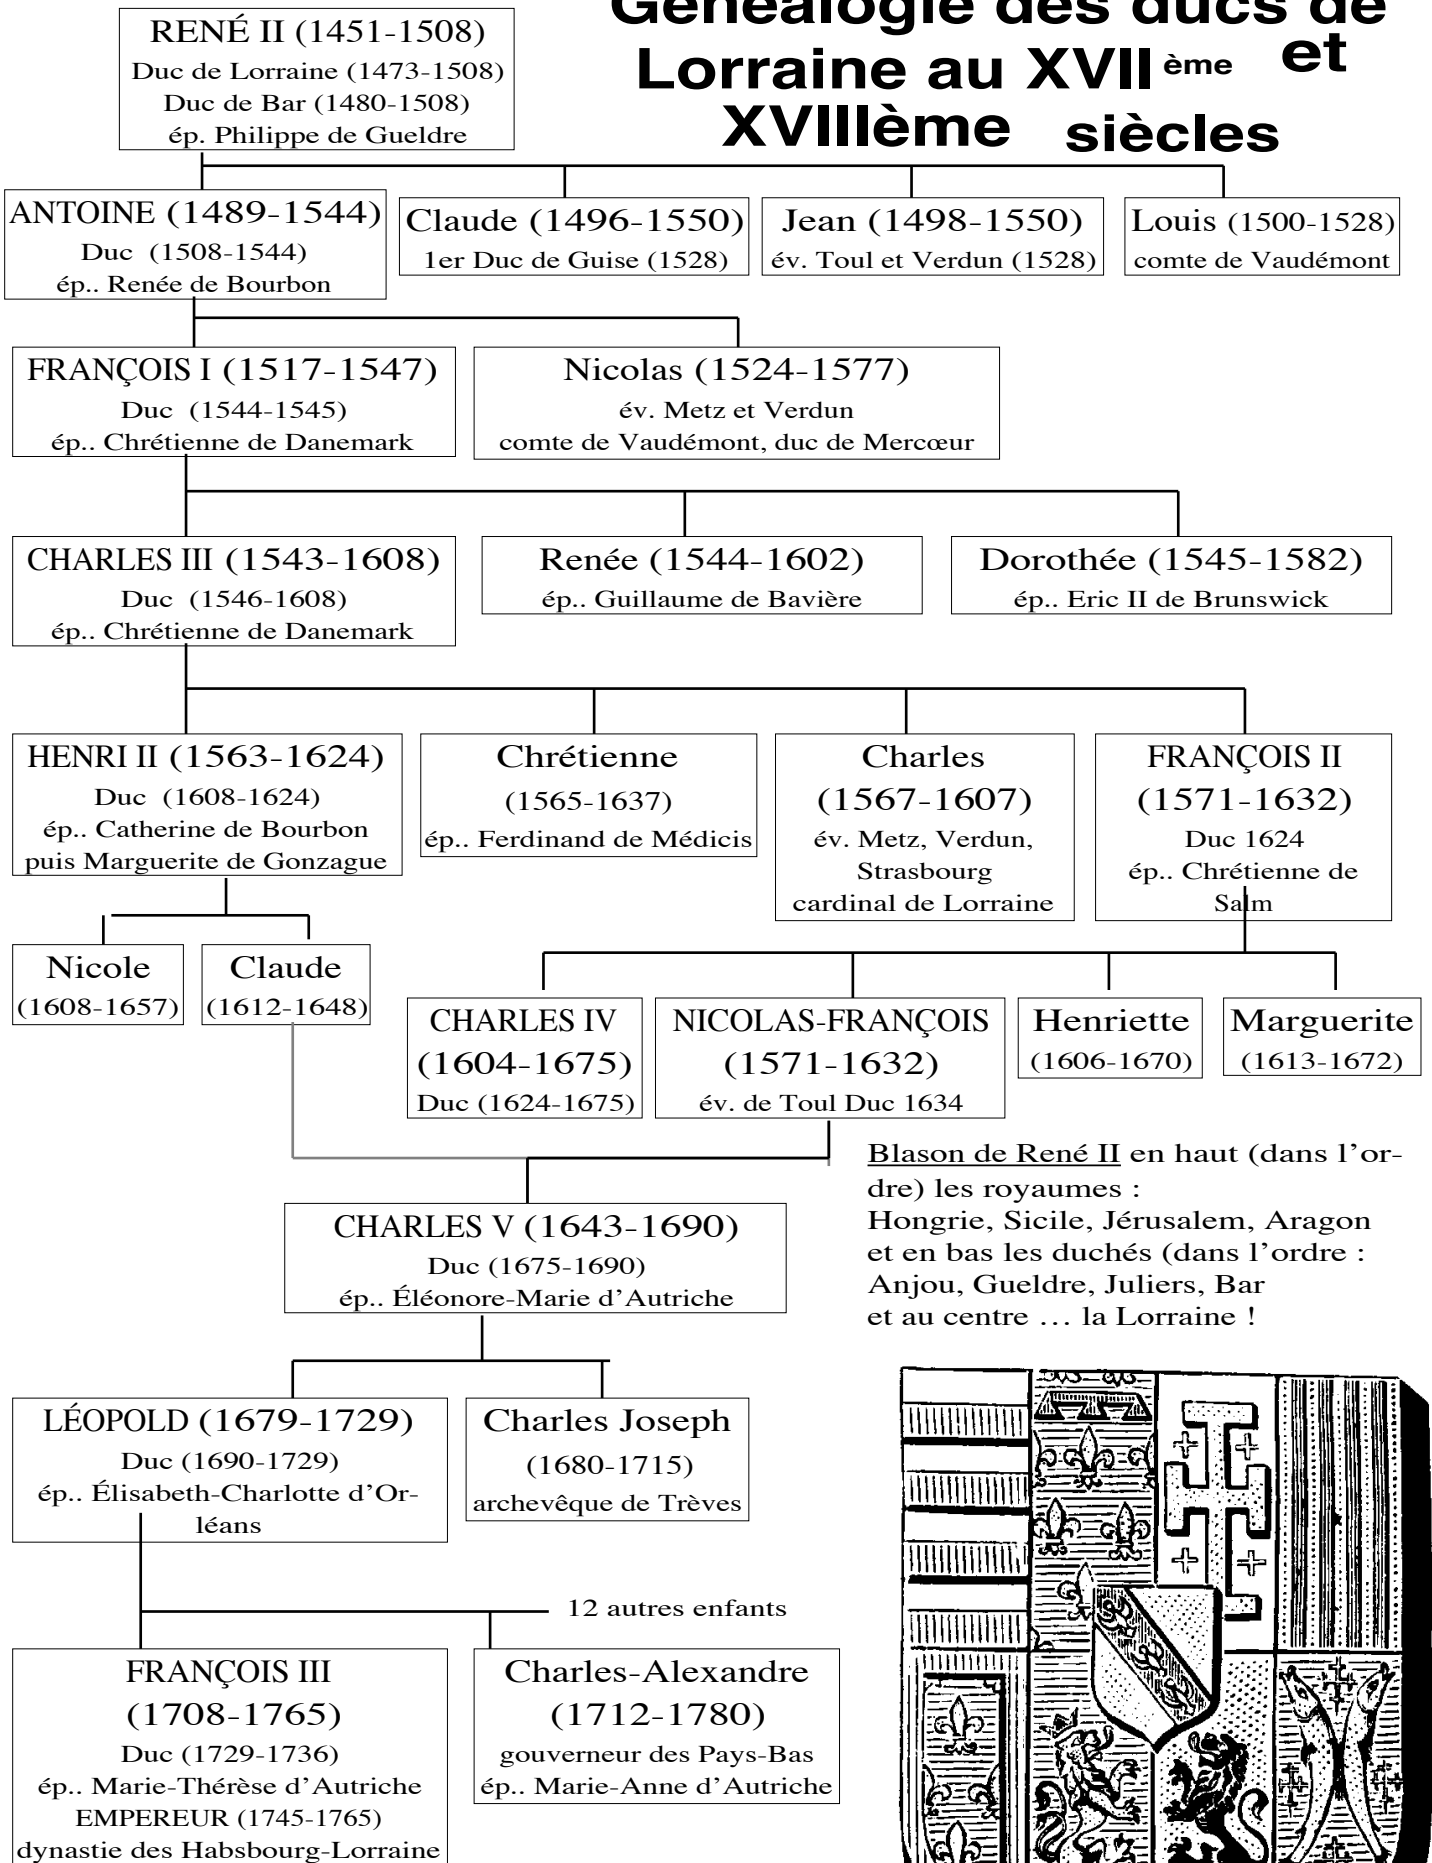 Généalogie des ducs de
Lorraine au XVII ème et
XVIIIème siècles
RENÉ II (1451-1508)
Duc de Lorraine (1473-1508)
Duc de Bar (1480-1508)
ép. Philippe de Gueldre
ANTOINE (1489-1544)
Duc (1508-1544)
ép.. Renée de Bourbon
Claude (1496-1550)
1er Duc de Guise (1528)
Jean (1498-1550)
év. Toul et Verdun (1528)
Louis (1500-1528)
comte de Vaudémont
FRANÇOIS I (1517-1547)
Duc (1544-1545)
ép.. Chrétienne de Danemark
Nicolas (1524-1577)
év. Metz et Verdun
comte de Vaudémont, duc de Mercœur
CHARLES III (1543-1608)
Duc (1546-1608)
ép.. Chrétienne de Danemark
Renée (1544-1602)
ép.. Guillaume de Bavière
Dorothée (1545-1582)
ép.. Eric II de Brunswick
HENRI II (1563-1624)
Duc (1608-1624)
ép.. Catherine de Bourbon
puis Marguerite de Gonzague
Chrétienne
(1565-1637)
ép.. Ferdinand de Médicis
Charles
(1567-1607)
év. Metz, Verdun,
Strasbourg
cardinal de Lorraine
FRANÇOIS II
(1571-1632)
Duc 1624
ép.. Chrétienne de
Salm
Nicole
(1608-1657)
Claude
(1612-1648)
CHARLES IV
(1604-1675)
Duc (1624-1675)
NICOLAS-FRANÇOIS
(1571-1632)
év. de Toul Duc 1634
Henriette
(1606-1670)
Marguerite
(1613-1672)
Blason de René II en haut (dans l'or-
dre) les royaumes :
Hongrie, Sicile, Jérusalem, Aragon
et en bas les duchés (dans l'ordre :
Anjou, Gueldre, Juliers, Bar
et au centre … la Lorraine !
CHARLES V (1643-1690)
Duc (1675-1690)
ép.. Éléonore-Marie d'Autriche
LÉOPOLD (1679-1729)
Duc (1690-1729)
ép.. Élisabeth-Charlotte d'Or-
léans
Charles Joseph
(1680-1715)
archevêque de Trèves
12 autres enfants
FRANÇOIS III
(1708-1765)
Duc (1729-1736)
ép.. Marie-Thérèse d'Autriche
EMPEREUR (1745-1765)
dynastie des Habsbourg-Lorraine
Charles-Alexandre
(1712-1780)
gouverneur des Pays-Bas
ép.. Marie-Anne d'Autriche